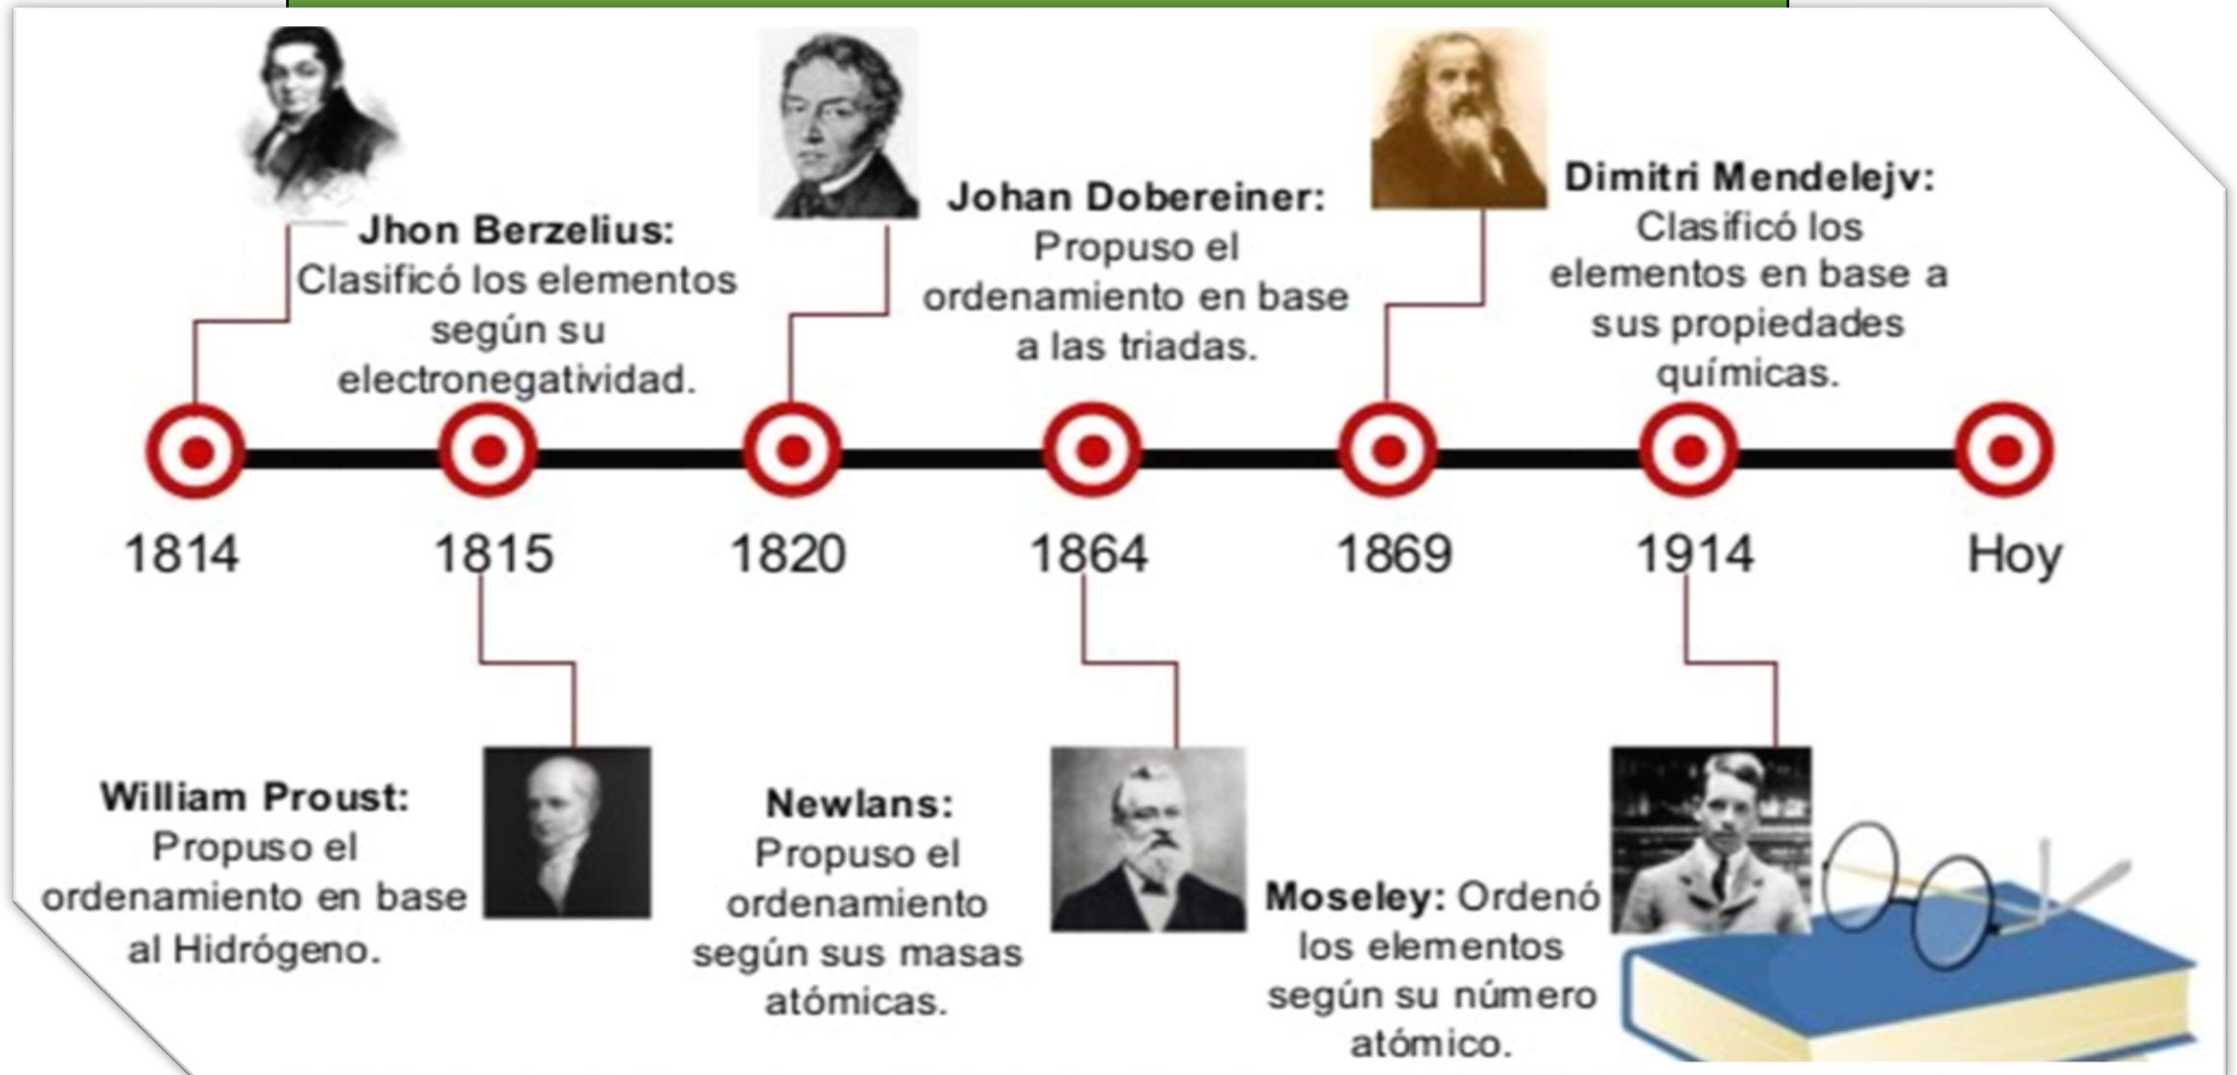 Jhon Berzelius:
Clasificó los elementos
según su
electronegatividad.
Johan Dobereiner:
Propuso el
ordenamiento en base
a las triadas.
Dimitri Mendelejv:
Clasificó los
elementos en base a
sus propiedades
químicas.
1814
1815
1820
1864
1869
1914
Hoy
William Proust:
Propuso el
ordenamiento en base
al Hidrógeno.
Newlans:
Propuso el
ordenamiento
según sus masas
atómicas.
Moseley: Ordenó
los elementos
según su número
atómico.